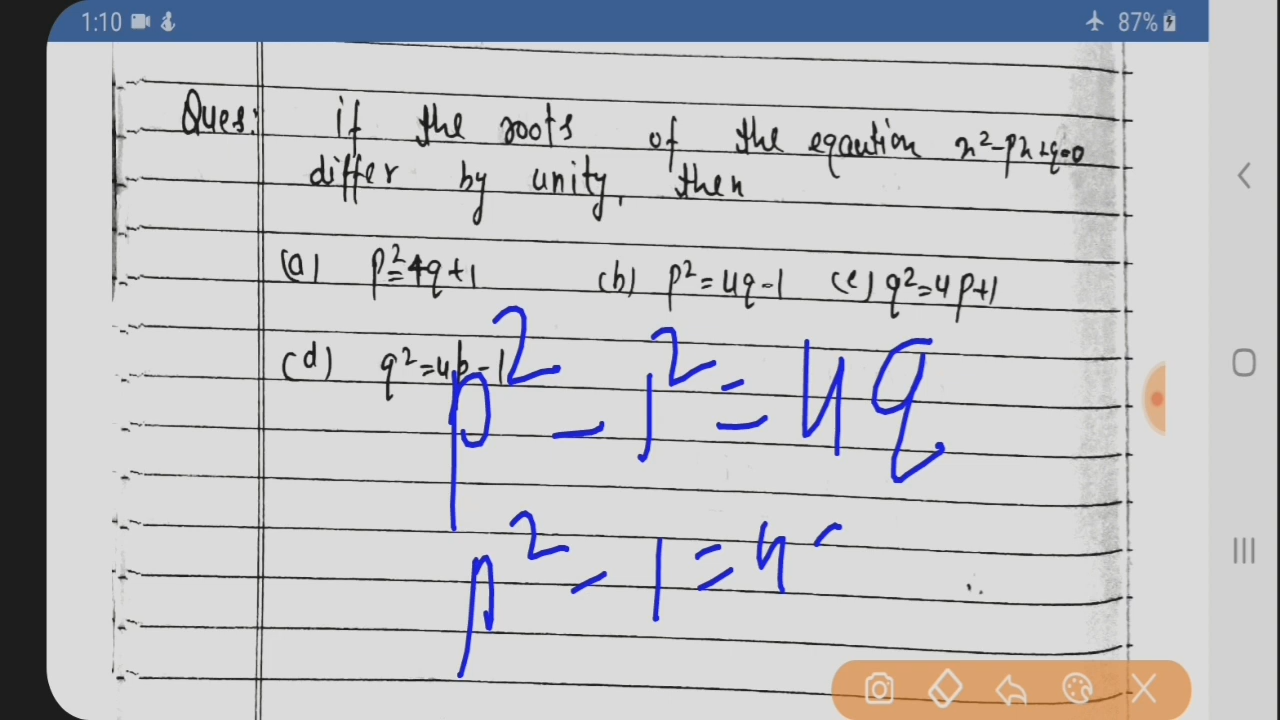 1:10
87%
Ques: if the roots of the eqaution x²-px+q=0
differ by unity, then
(a) p²=4q+1 (b) p²=4q-1 (c) q²=4p+1
(d) q²=4p-1
p²-1²=4q
p²-1=4